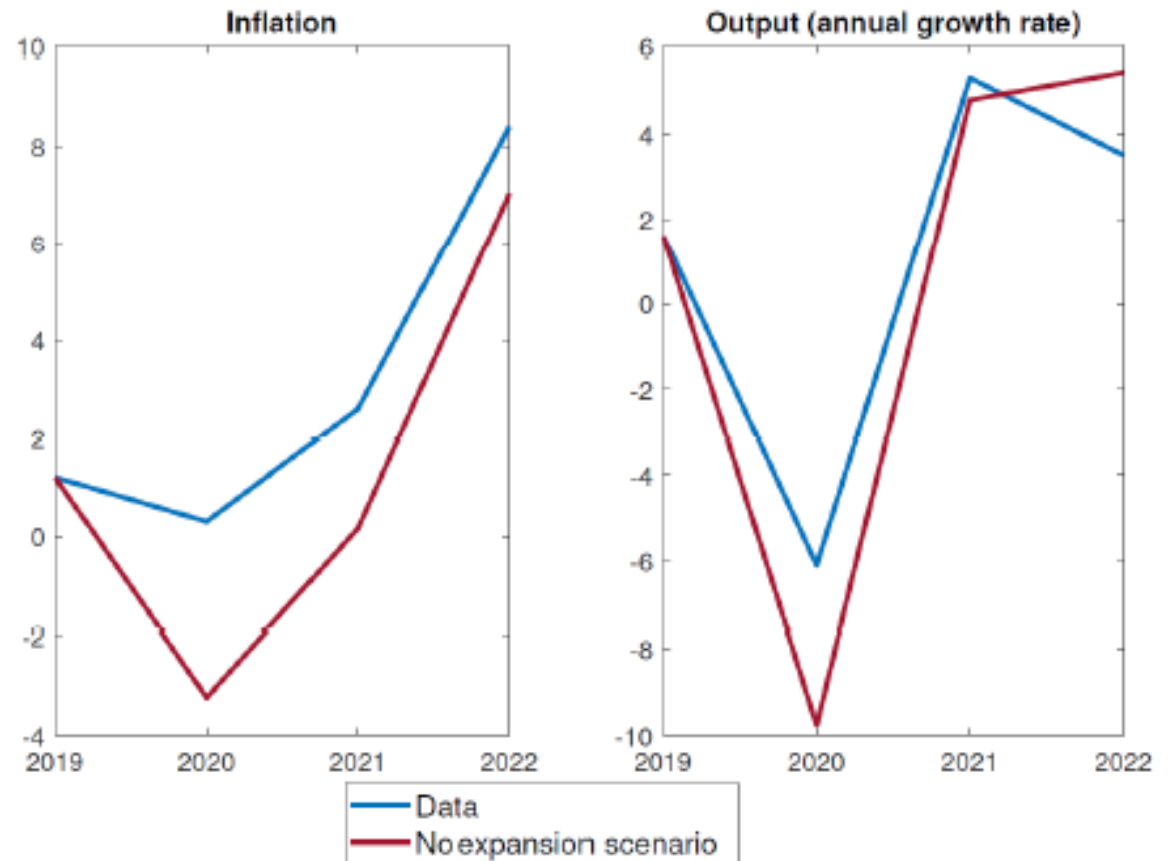 Inflation
10
8
6
4
2
0
-2
-4
2019 2020 2021 2022
Output (annual growth rate)
6
4
2
0
-2
-4
-6
-8
-10
2019 2020 2021 2022
Data
No expansion scenario